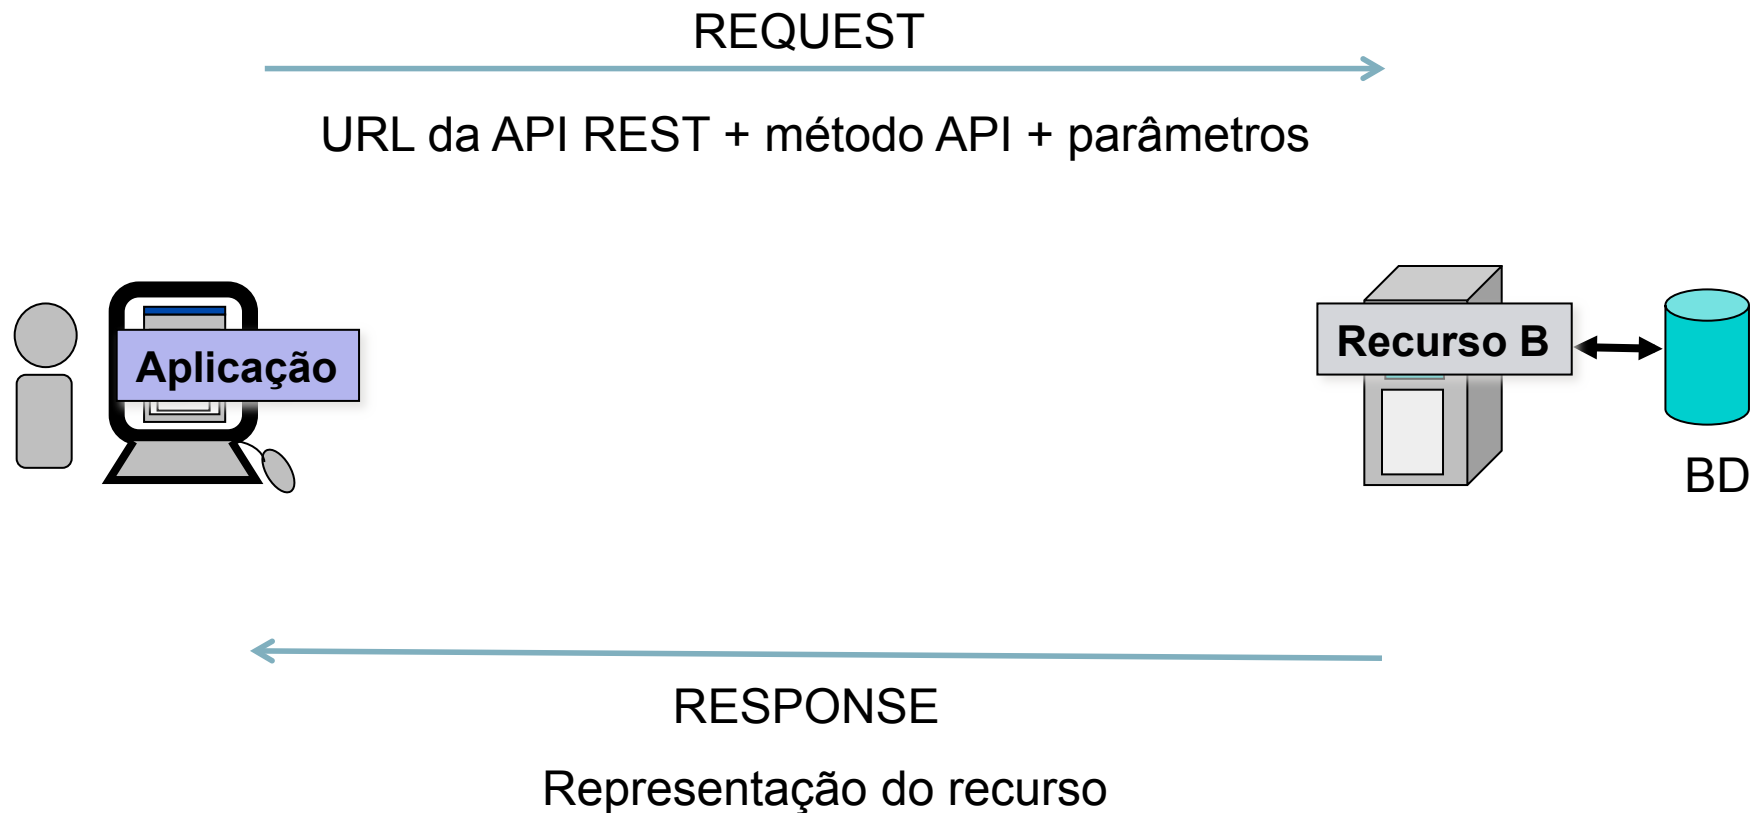 REQUEST
URL da API REST + método API + parâmetros
Aplicação
Recurso B
BD
RESPONSE
Representação do recurso